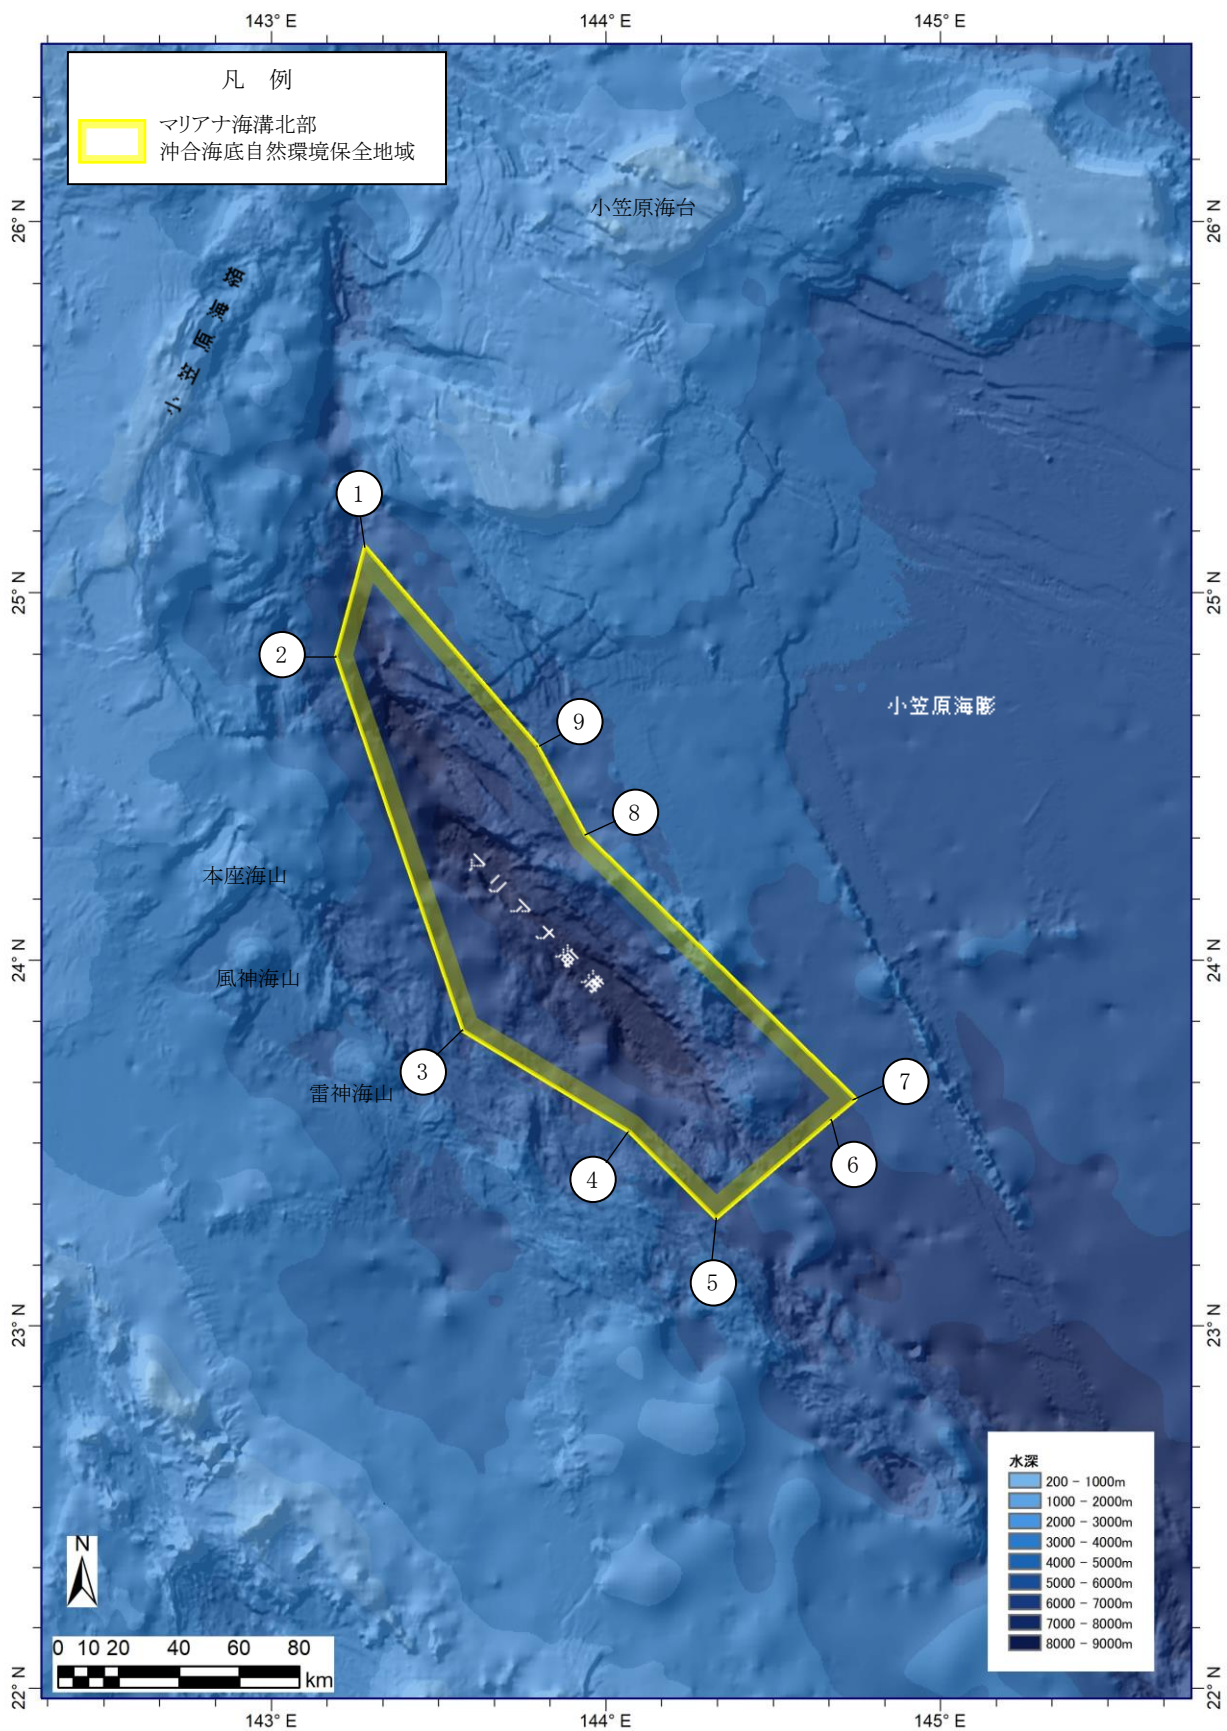 143° E
144° E
145° E
凡 例
マリアナ海溝北部
沖合海底自然環境保全地域
小笠原海台
26° N
26° N
小笠原海嶺
①
25° N
25° N
②
小笠原海膨
⑨
⑧
本座海山
マリアナ海溝
24° N
24° N
風神海山
③
⑦
雷神海山
⑥
④
⑤
23° N
23° N
水深
200 - 1000m
1000 - 2000m
2000 - 3000m
3000 - 4000m
4000 - 5000m
5000 - 6000m
6000 - 7000m
7000 - 8000m
8000 - 9000m
N
0 10 20 40 60 80
km
22° N
22° N
143° E
144° E
145° E